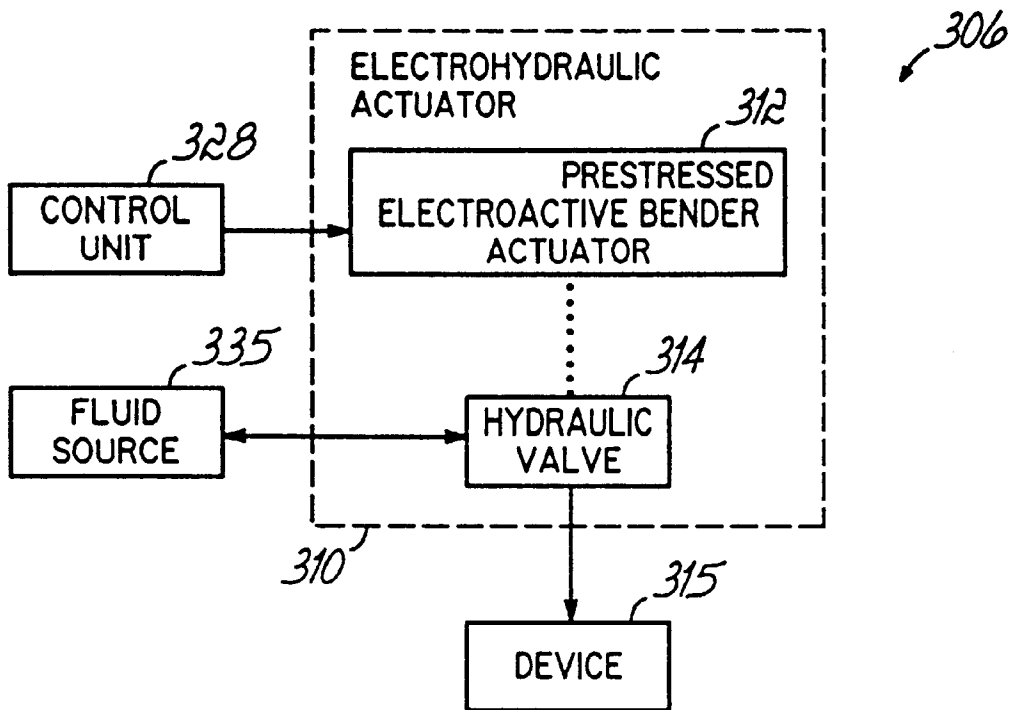 306
ELECTROHYDRAULIC
ACTUATOR
312
328
PRESTRESSED
ELECTROACTIVE BENDER
ACTUATOR
CONTROL
UNIT
335
314
FLUID
SOURCE
HYDRAULIC
VALVE
310
315
DEVICE